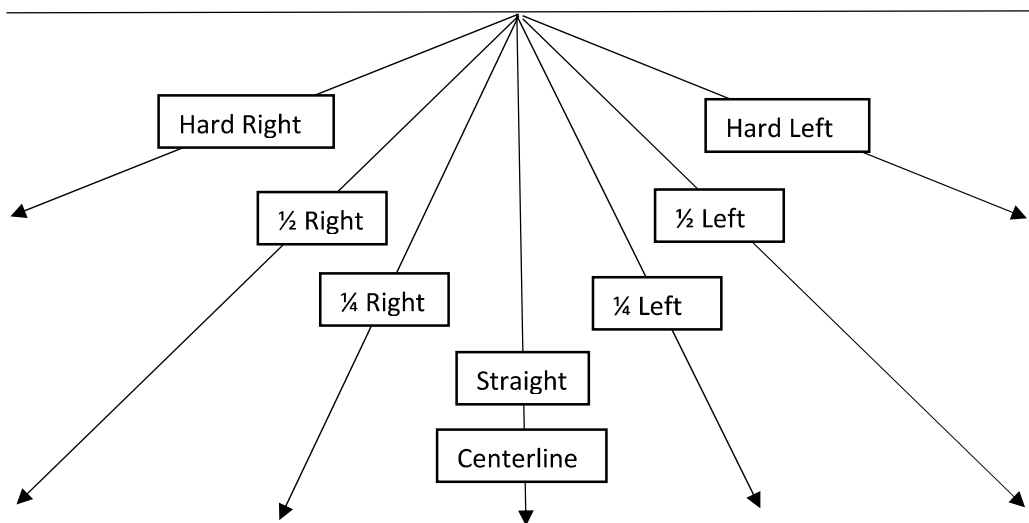 Hard Right
Hard Left
½ Right
½ Left
¼ Right
¼ Left
Straight
Centerline